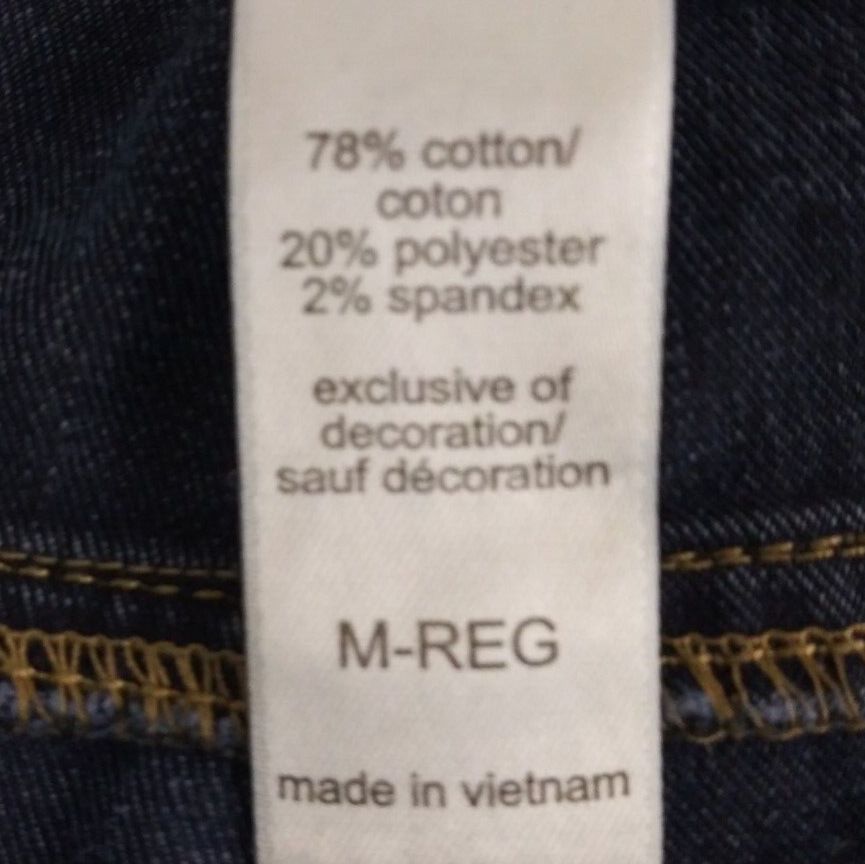 78% cotton/
coton
20% polyester
2% spandex
exclusive of
decoration/
sauf décoration
M-REG
made in vietnam